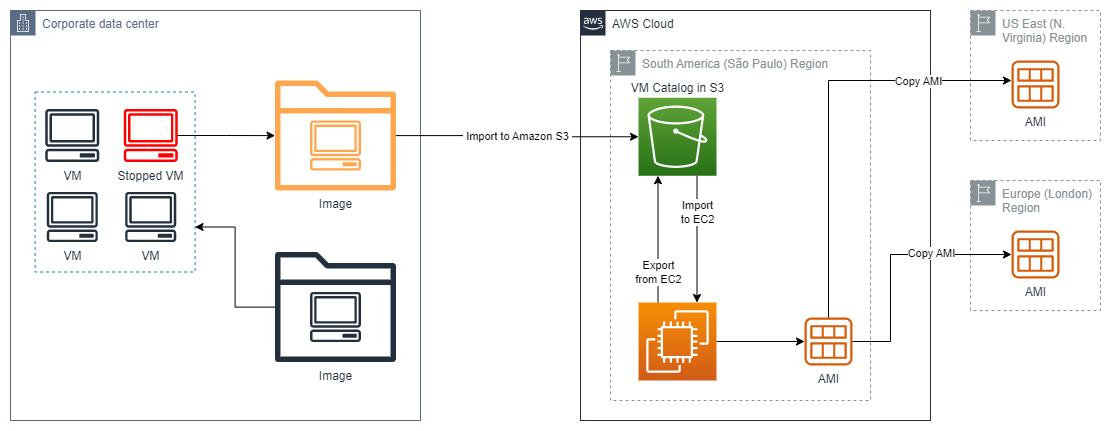 Corporate data center
VM
Stopped VM
VM
VM
Image
Image
Import to Amazon S3
aws
AWS Cloud
South America (São Paulo) Region
VM Catalog in S3
Import
to EC2
Export
from EC2
AMI
Copy AMI
US East (N.
Virginia) Region
AMI
Copy AMI
Europe (London)
Region
AMI